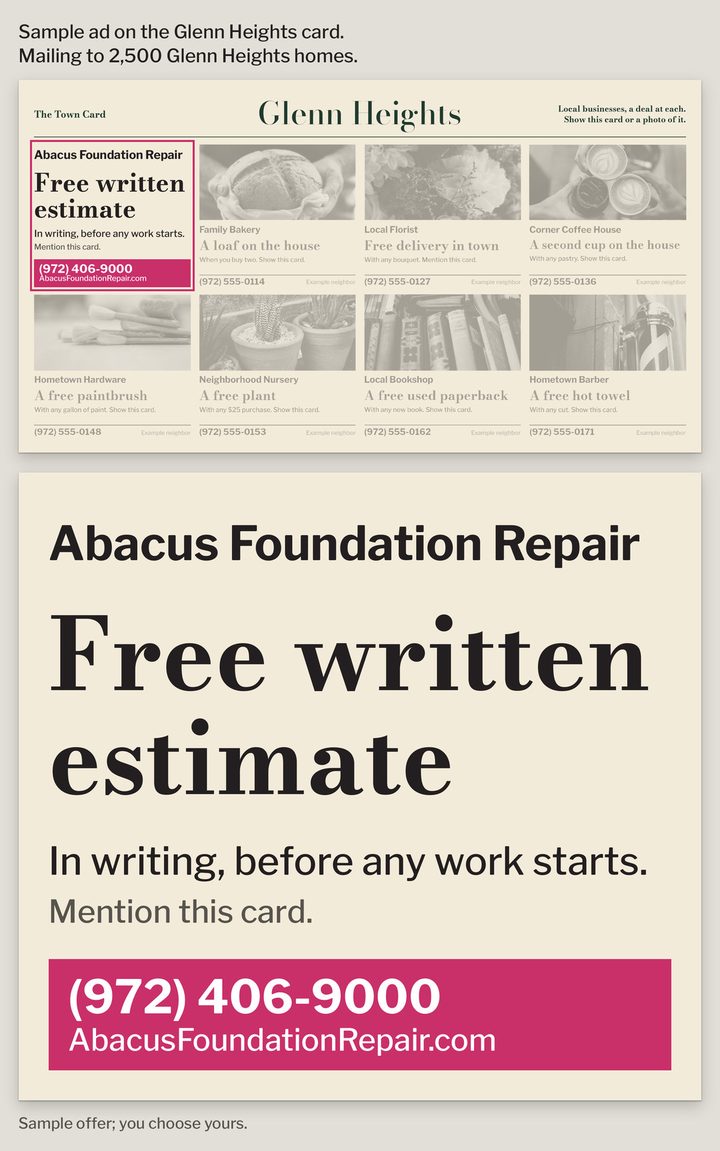 Sample ad on the Glenn Heights card.
Mailing to 2,500 Glenn Heights homes.
The Town Card
Glenn Heights
Local businesses, a deal at each.
Show this card or a photo of it.
Abacus Foundation Repair
Free written
estimate
In writing, before any work starts.
Mention this card.
(972) 406-9000
AbacusFoundationRepair.com
Family Bakery
A loaf on the house
When you buy two. Show this card.
(972) 555-0114
Example neighbor
Local Florist
Free delivery in town
With any bouquet. Mention this card.
(972) 555-0127
Example neighbor
Corner Coffee House
A second cup on the house
With any pastry. Show this card.
(972) 555-0136
Example neighbor
Hometown Hardware
A free paintbrush
With any gallon of paint. Show this card.
(972) 555-0148
Example neighbor
Neighborhood Nursery
A free plant
With any $25 purchase. Show this card.
(972) 555-0153
Example neighbor
Local Bookshop
A free used paperback
With any new book. Show this card.
(972) 555-0162
Example neighbor
Hometown Barber
A free hot towel
With any cut. Show this card.
(972) 555-0171
Example neighbor
Abacus Foundation Repair
Free written
estimate
In writing, before any work starts.
Mention this card.
(972) 406-9000
AbacusFoundationRepair.com
Sample offer; you choose yours.